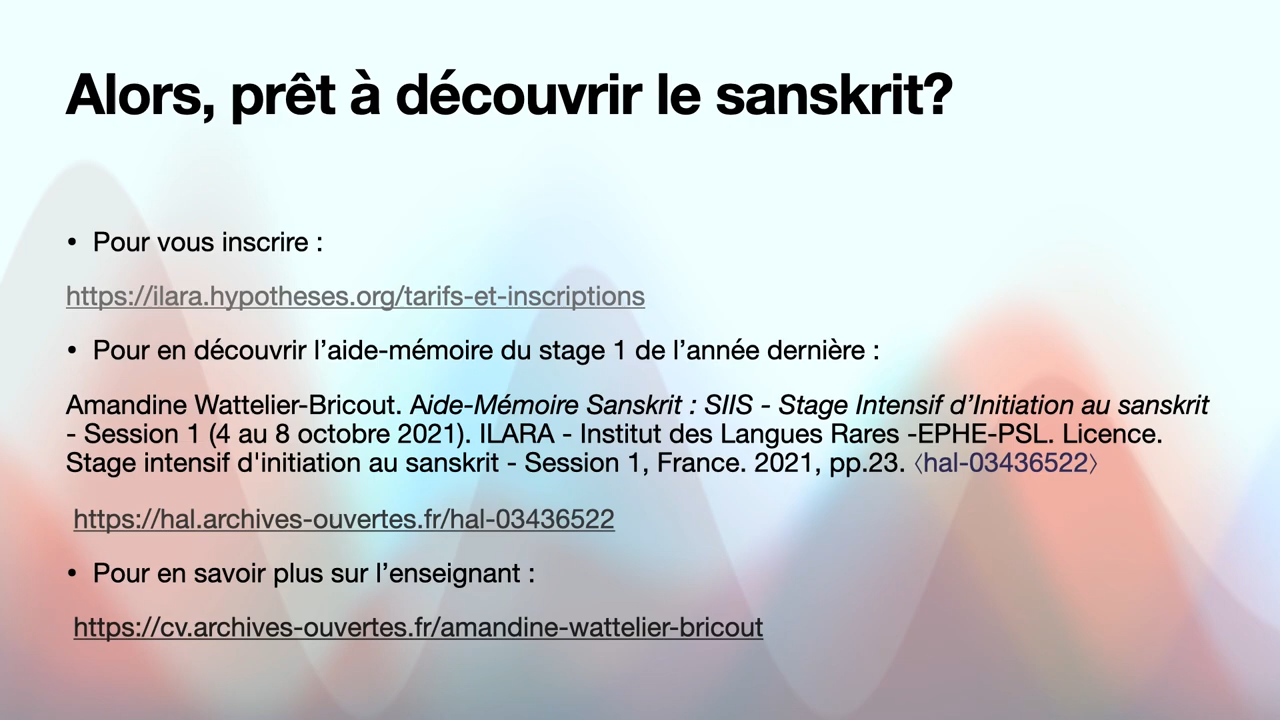 Alors, prêt à découvrir le sanskrit?
• Pour vous inscrire :
https://ilara.hypotheses.org/tarifs-et-inscriptions
• Pour en découvrir l’aide-mémoire du stage 1 de l’année dernière :
Amandine Wattelier-Bricout. Aide-Mémoire Sanskrit : SIIS - Stage Intensif d’Initiation au sanskrit
- Session 1 (4 au 8 octobre 2021). ILARA - Institut des Langues Rares -EPHE-PSL. Licence.
Stage intensif d'initiation au sanskrit - Session 1, France. 2021, pp.23. 〈hal-03436522〉
https://hal.archives-ouvertes.fr/hal-03436522
• Pour en savoir plus sur l’enseignant :
https://cv.archives-ouvertes.fr/amandine-wattelier-bricout